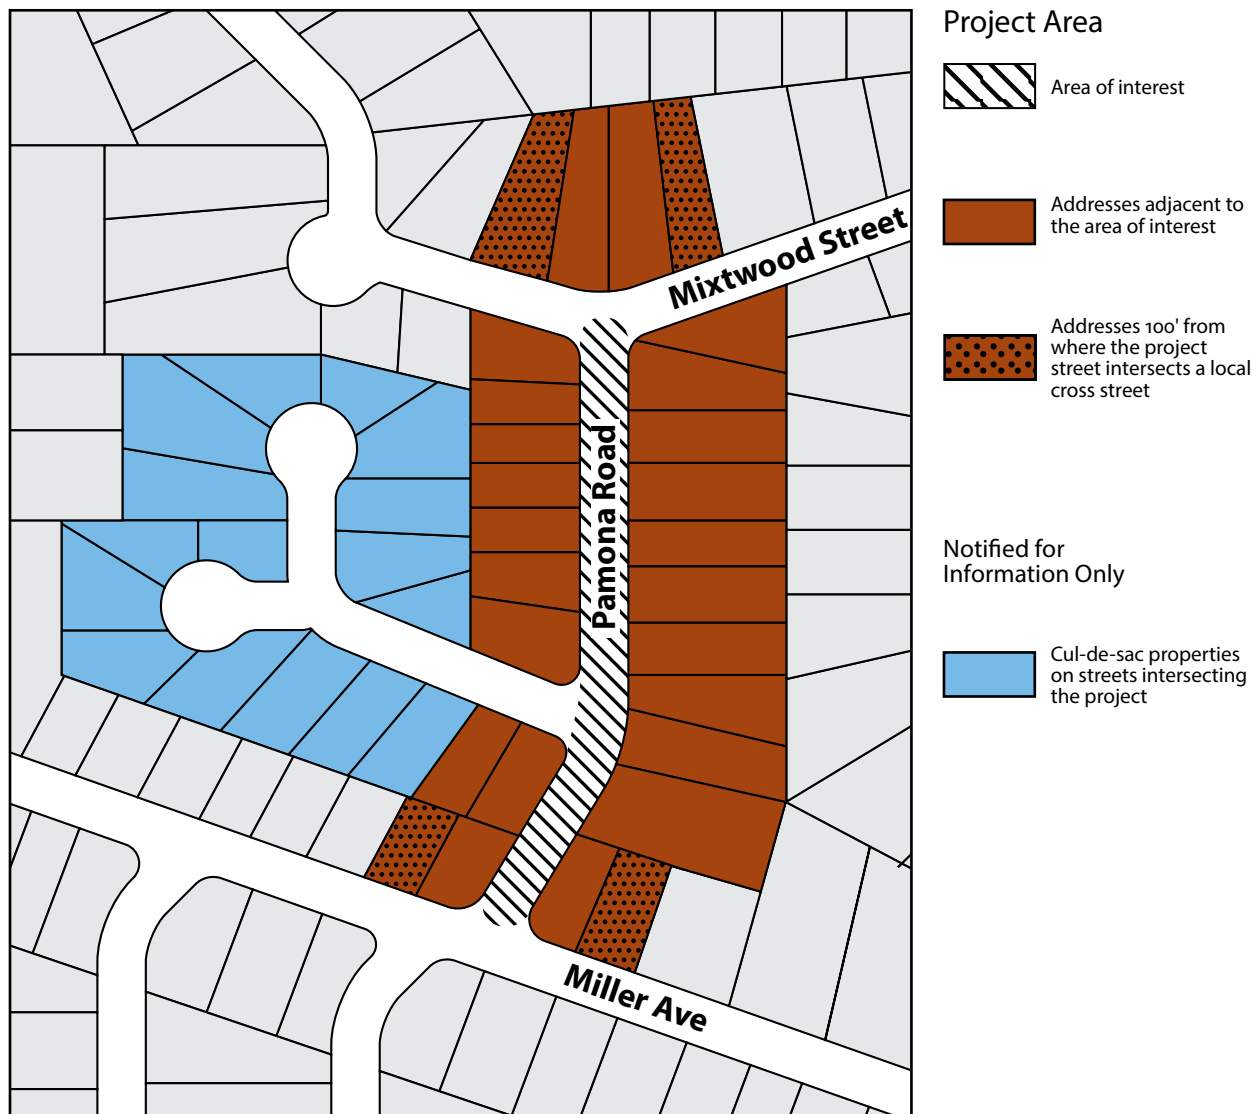 Project Area
Area of interest
Addresses adjacent to
the area of interest
Addresses 100' from
where the project
street intersects a local
cross street
Notified for
Information Only
Cul-de-sac properties
on streets intersecting
the project
Mixtwood Street
Pamona Road
Miller Ave